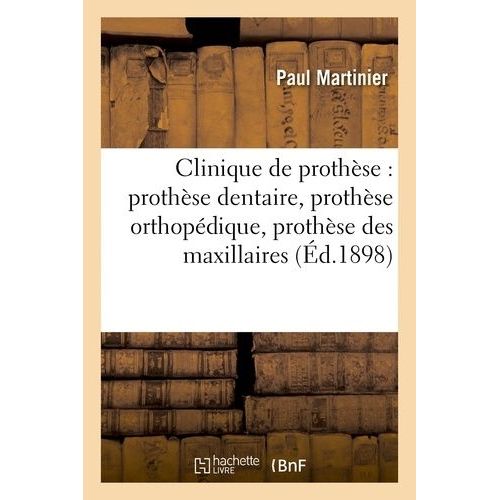 Paul Martinier
Clinique de prothèse :
prothèse dentaire, prothèse
orthopédique, prothèse des
maxillaires (Éd.1898)
hachette
LIVRE
{BnF